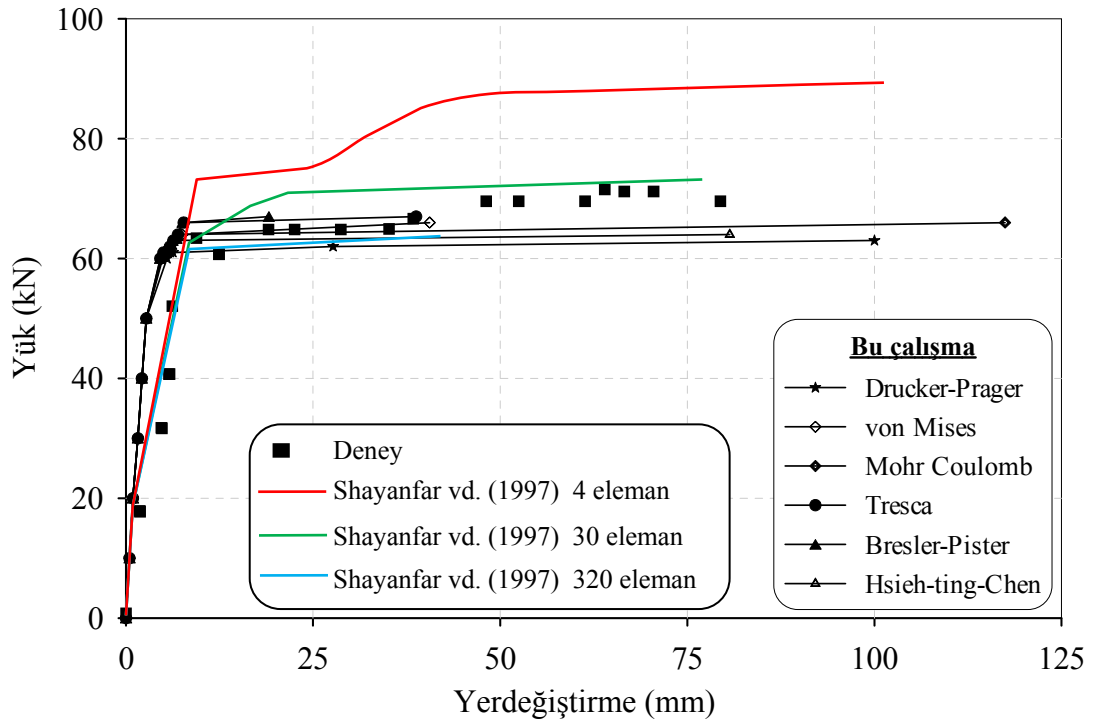 100
80
60
40
20
0
Yük (kN)
0 25 50 75 100 125
Yerdeğiştirme (mm)
Deney
Shayanfar vd. (1997) 4 eleman
Shayanfar vd. (1997) 30 eleman
Shayanfar vd. (1997) 320 eleman
Bu çalışma
Drucker-Prager
von Mises
Mohr Coulomb
Tresca
Bresler-Pister
Hsieh-ting-Chen